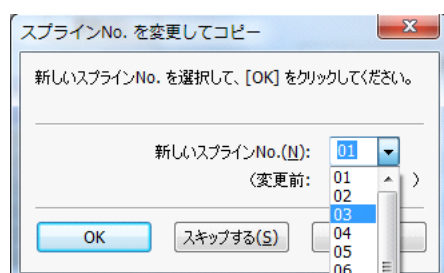 スプラインNo. を変更してコピー
新しいスプラインNo. を選択して、[OK] をクリックしてください。
新しいスプラインNo.(N): 01
(変更前: )
01
02
03
04
05
06
OK
スキップする(S)